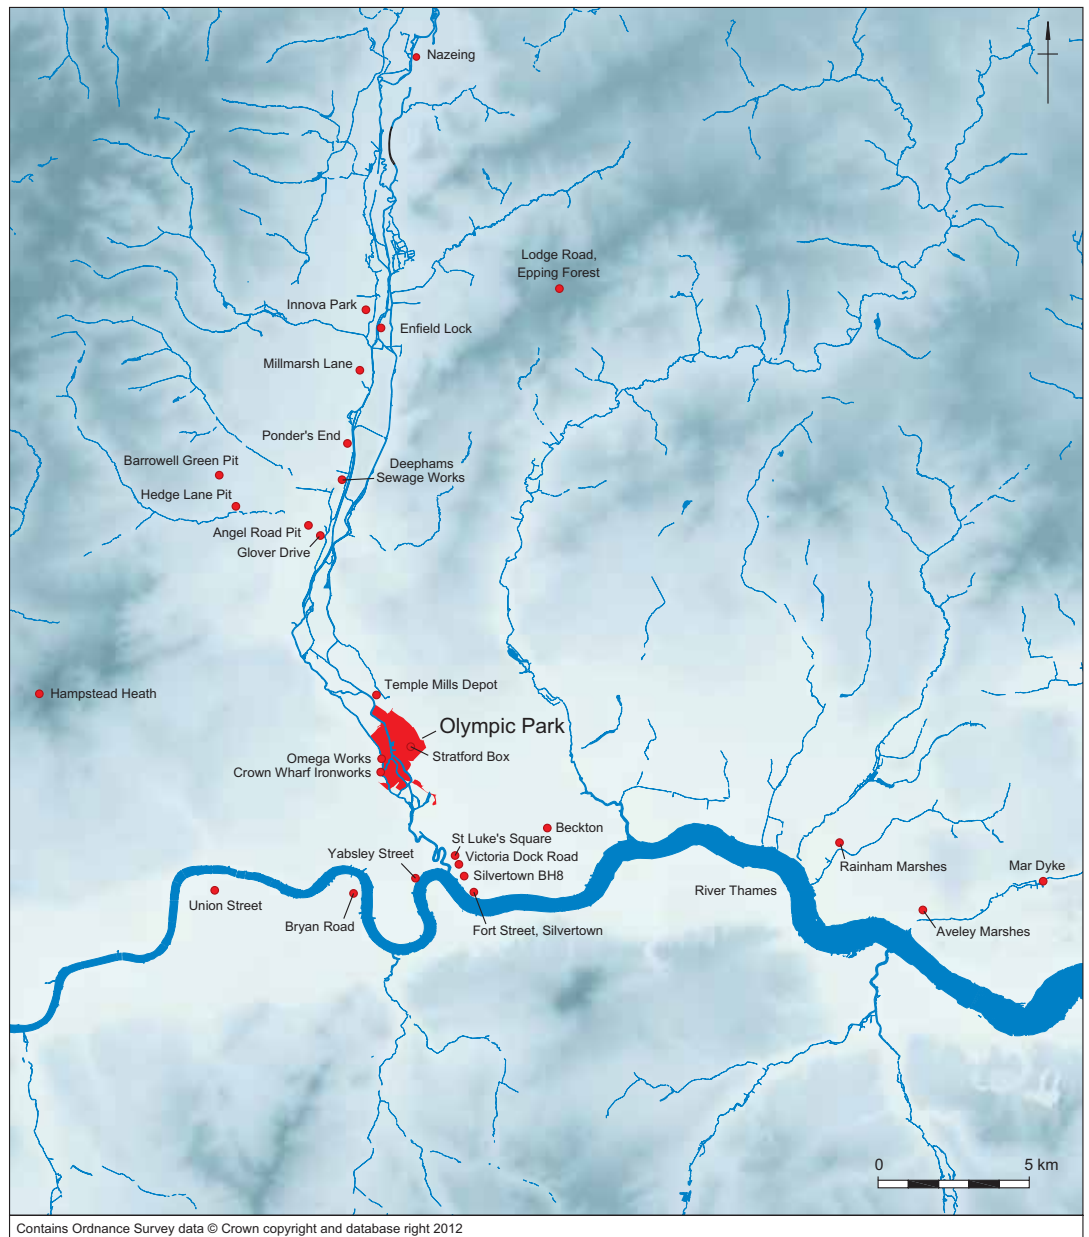 Nazeing
Lodge Road,
Epping Forest
Innova Park
Enfield Lock
Millmarsh Lane
Ponder's End
Deephams
Sewage Works
Barrowell Green Pit
Hedge Lane Pit
Angel Road Pit
Glover Drive
Temple Mills Depot
Hampstead Heath
Olympic Park
Stratford Box
Omega Works
Crown Wharf Ironworks
Beckton
St Luke's Square
Yabsley Street
Victoria Dock Road
Rainham Marshes
Mar Dyke
Silvertown BH8
River Thames
Union Street
Bryan Road
Fort Street, Silvertown
Aveley Marshes
0 5 km
Contains Ordnance Survey data © Crown copyright and database right 2012